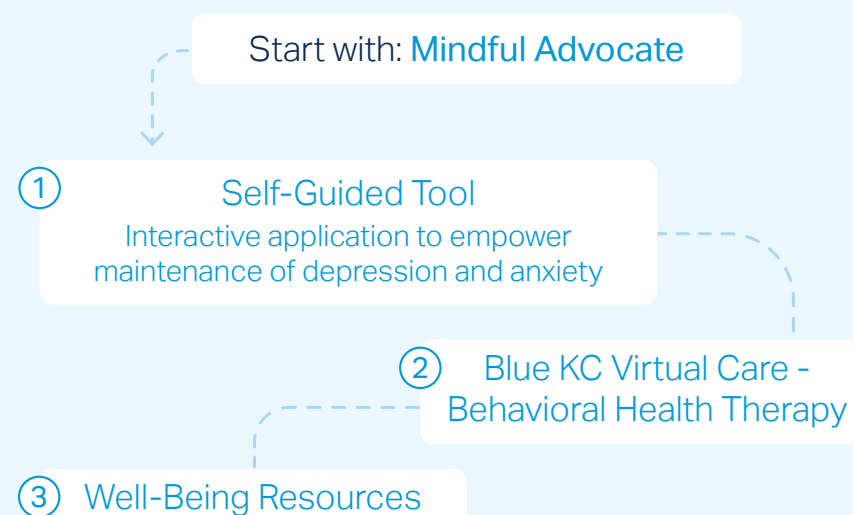 Start with: Mindful Advocate
1
Self-Guided Tool
Interactive application to empower
maintenance of depression and anxiety
2
Blue KC Virtual Care -
Behavioral Health Therapy
3
Well-Being Resources